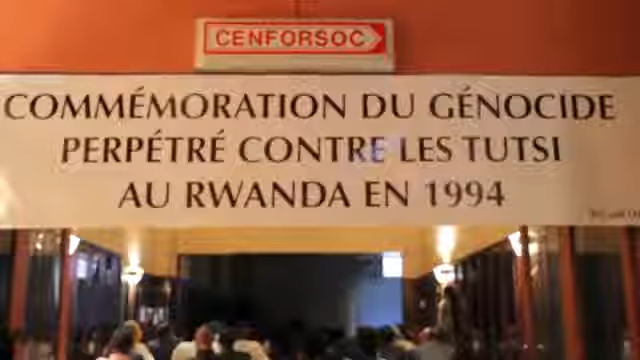 CENFORSOC
COMMÉMORATION DU GÉNOCIDE
PERPÉTRÉ CONTRE LES TUTSI
AU RWANDA EN 1994